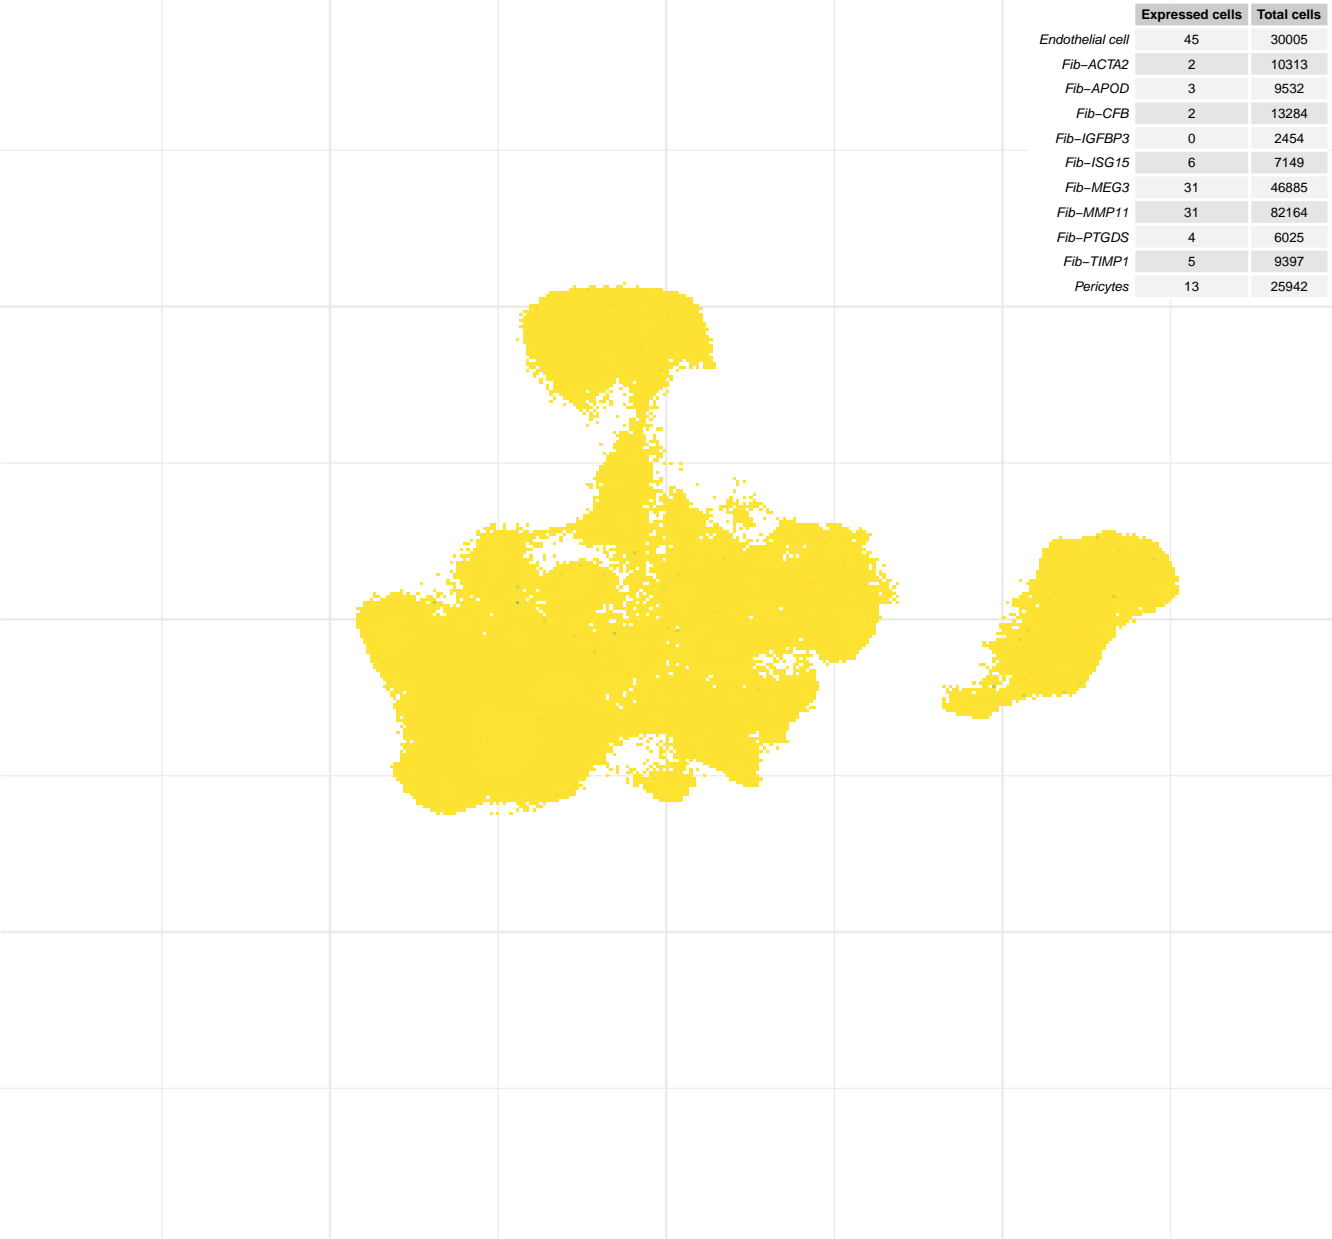 Expressed cells Total cells
Endothelial cell 45 30005
Fib−ACTA2 2 10313
Fib−APOD 3 9532
Fib−CFB 2 13284
Fib−IGFBP3 0 2454
Fib−ISG15 6 7149
Fib−MEG3 31 46885
Fib−MMP11 31 82164
Fib−PTGDS 4 6025
Fib−TIMP1 5 9397
Pericytes 13 25942